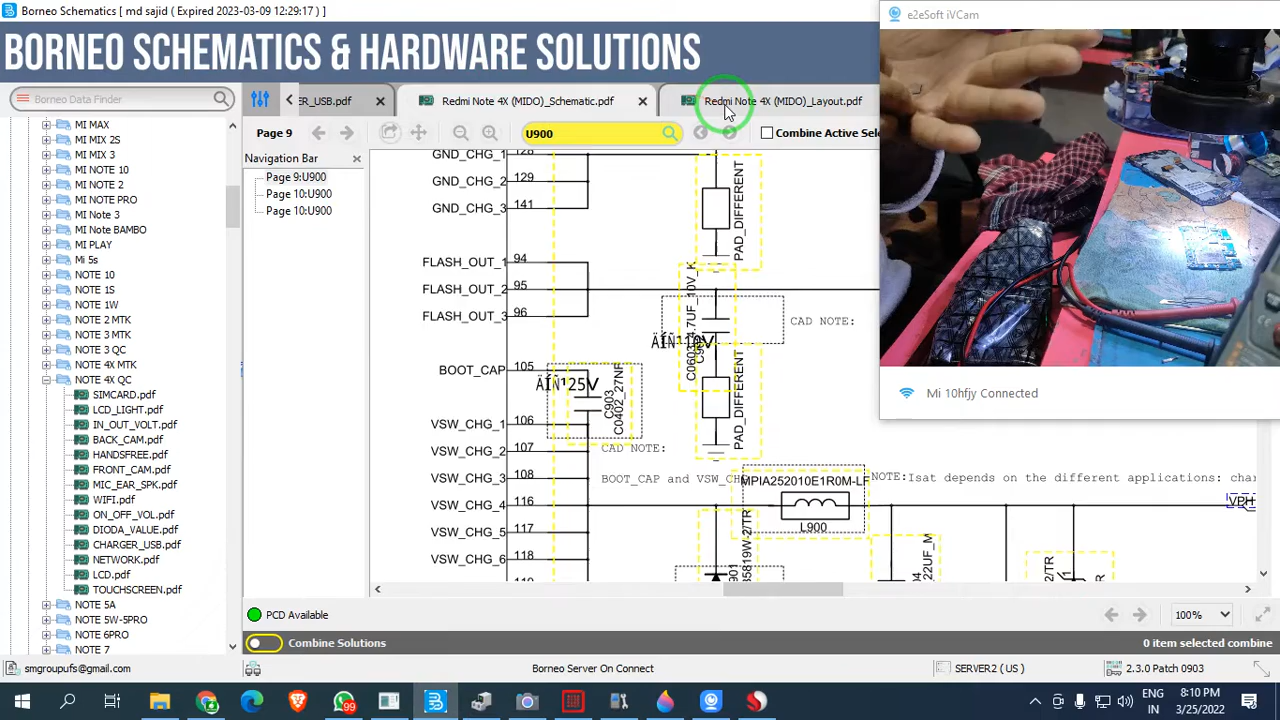 Borneo Schematics [ md sajid ( Expired 2023-03-09 12:29:17 ) ]
e2eSoft iVCam
BORNEO SCHEMATICS & HARDWARE SOLUTIONS
Borneo Data Finder
ER_USB.pdf
Redmi Note 4X (MIDO)_Schematic.pdf
Redmi Note 4X (MIDO)_Layout.pdf
Page 9
U900
Combine Active Sele
Navigation Bar
Page 9:U900
Page 10:U900
Page 10:U900
MI MAX
MI MIX 2S
MI MIX 3
MI NOTE 10
MI NOTE 2
MI NOTE PRO
MI Note 3
MI Note BAMBO
MI PLAY
Mi 5s
NOTE 10
NOTE 1S
NOTE 1W
NOTE 2 MTK
NOTE 3 MTK
NOTE 3 QC
NOTE 4X MTK
NOTE 4X QC
SIMCARD.pdf
LCD_LIGHT.pdf
IN_OUT_VOLT.pdf
BACK_CAM.pdf
HANDSFREE.pdf
FRONT_CAM.pdf
MIC_EAR_SPK.pdf
WIFI.pdf
ON_OFF_VOL.pdf
DIODA_VALUE.pdf
CHARGER_USB.pdf
NETWORK.pdf
LCD.pdf
TOUCHSCREEN.pdf
NOTE 5A
NOTE 5W-5PRO
NOTE 6PRO
NOTE 7
GND_CHG_1 128
GND_CHG_2 129
GND_CHG_3 141
PAD_DIFFERENT
FLASH_OUT_1 94
FLASH_OUT_2 95
FLASH_OUT_3 96
CAD NOTE:
BOOT_CAP 105
ÄÍÑ¹25V
C903
C0402_27NF
PAD_DIFFERENT
VSW_CHG_1 106
VSW_CHG_2 107
VSW_CHG_3 108
VSW_CHG_4 116
VSW_CHG_5 117
VSW_CHG_6 118
CAD NOTE:
BOOT_CAP and VSW_CH
MPIA252010E1R0M-LF
L900
NOTE:Isat depends on the different applications: cha
Mi 10hfjy Connected
PCD Available
100%
Combine Solutions
0 item selected combine
smgroupufs@gmail.com
Borneo Server On Connect
SERVER2 ( US )
2.3.0 Patch 0903
99
ENG
IN
8:10 PM
3/25/2022